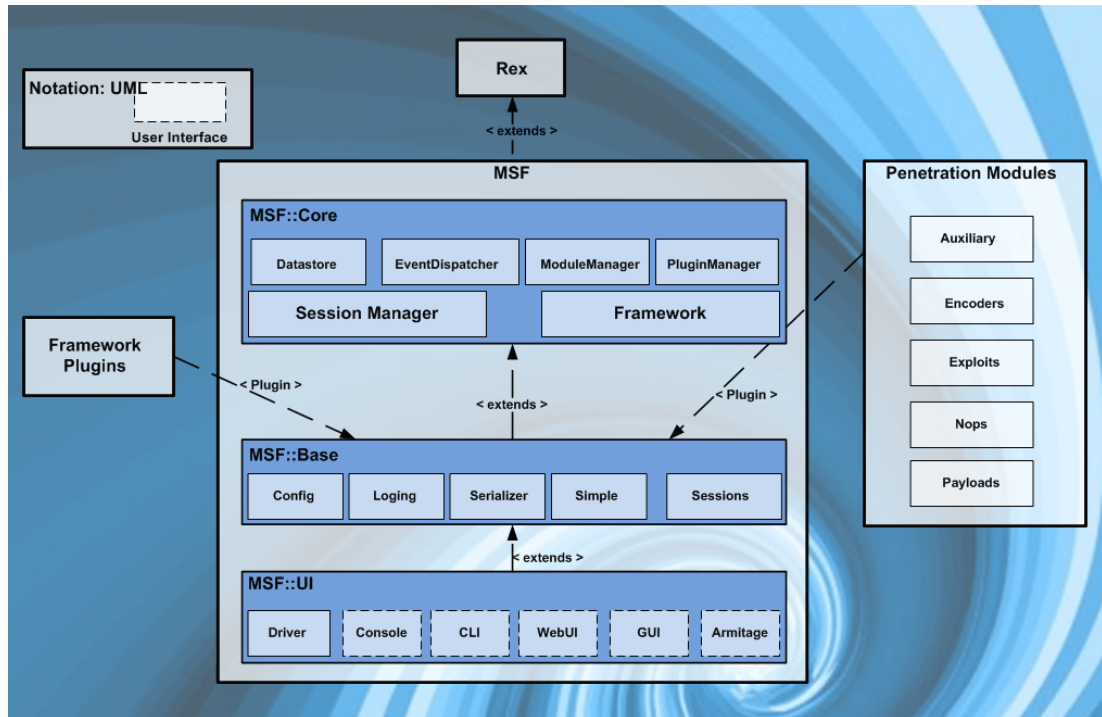 Rex
Notation: UML
User Interface
< extends >
MSF
Penetration Modules
MSF::Core
Datastore
EventDispatcher
ModuleManager
PluginManager
Session Manager
Framework
Auxiliary
Encoders
Exploits
Nops
Payloads
Framework
Plugins
< Plugin >
< extends >
< Plugin >
MSF::Base
Config
Loging
Serializer
Simple
Sessions
< extends >
MSF::UI
Driver
Console
CLI
WebUI
GUI
Armitage